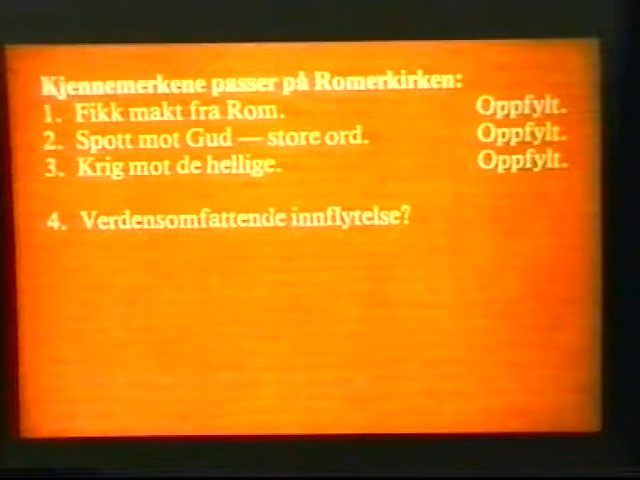 Kjennemerkene passer på Romerkirken:
1. Fikk makt fra Rom. Oppfylt.
2. Spott mot Gud — store ord. Oppfylt.
3. Krig mot de hellige. Oppfylt.
4. Verdensomfattende innflytelse?